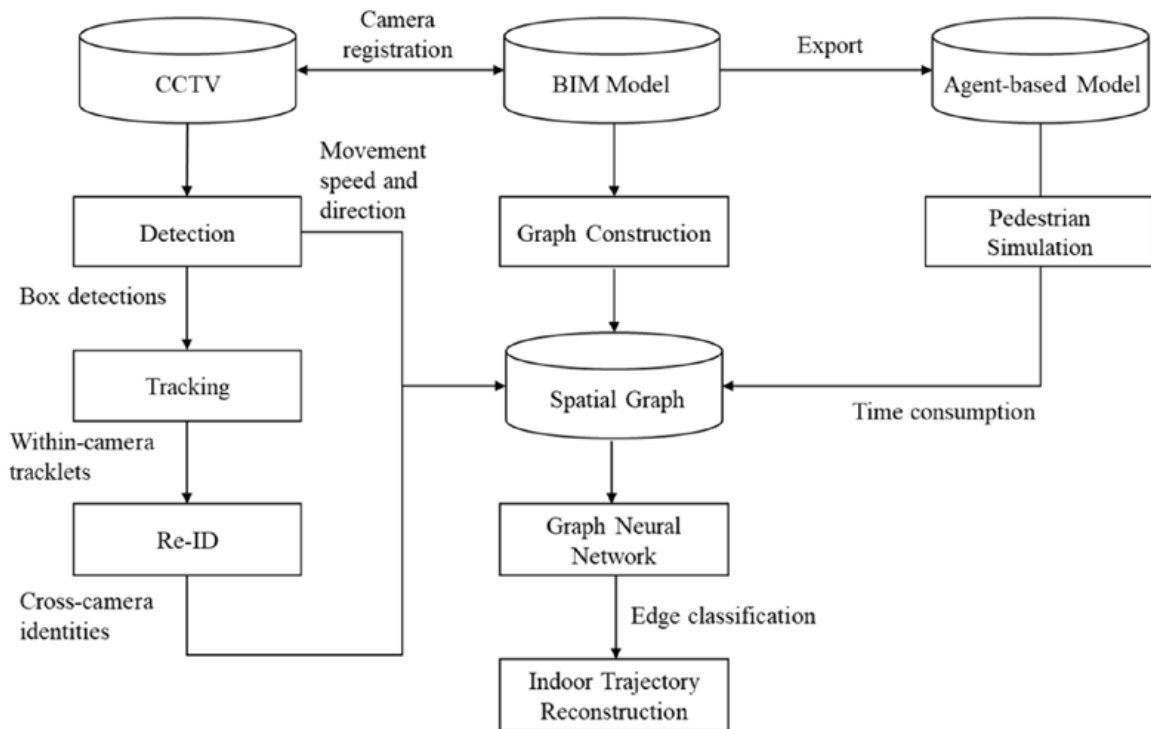 Camera
registration
Export
CCTV
BIM Model
Agent-based Model
Movement
speed and
direction
Detection
Graph Construction
Pedestrian
Simulation
Box detections
Tracking
Spatial Graph
Time consumption
Within-camera
tracklets
Re-ID
Graph Neural
Network
Cross-camera
identities
Edge classification
Indoor Trajectory
Reconstruction